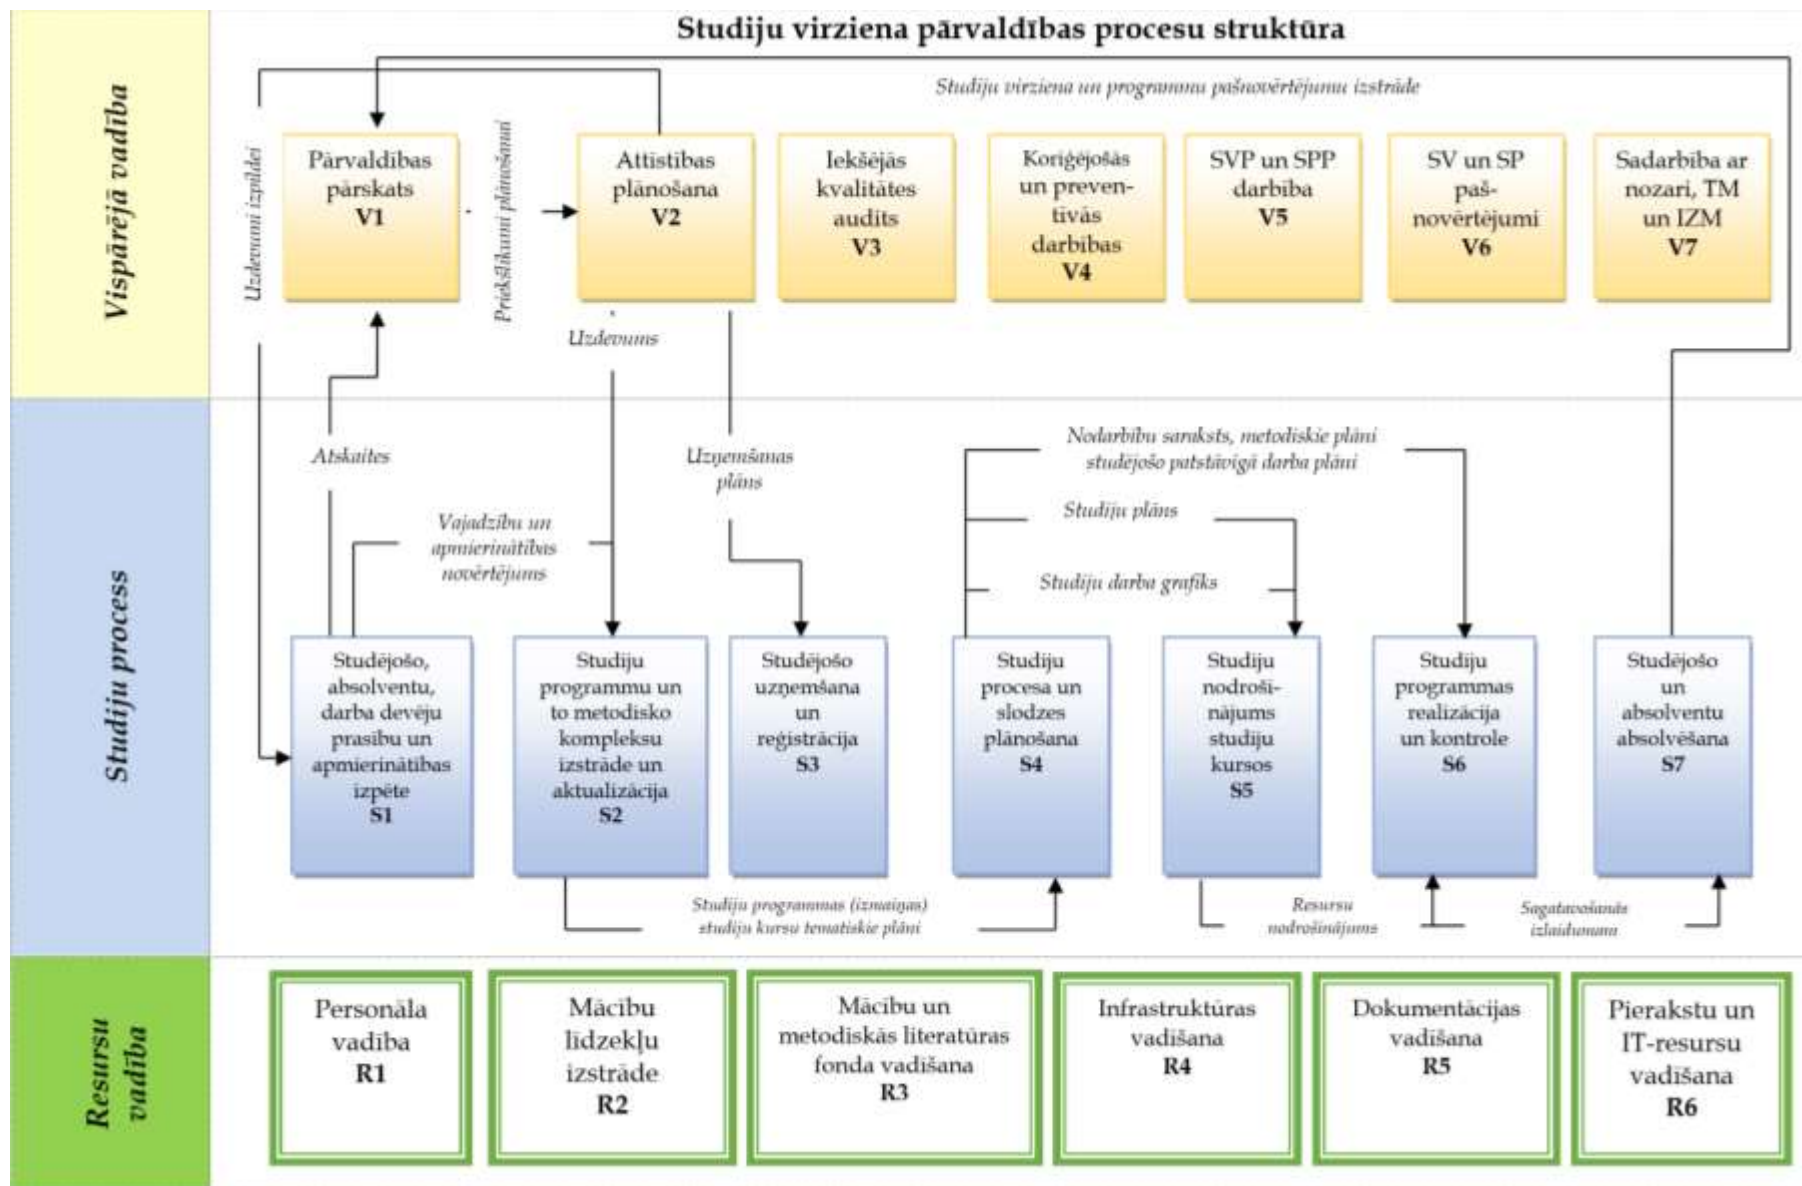 Studiju virziena pārvaldības procesu struktūra
Vispārējā vadība
Studiju virziena un programmu pašnovērtējumu izstrāde
Uzdevumi izpildei
Pārvaldības
pārskats
V1
Priekšlikumi plānošanai
Attīstības
plānošana
V2
Iekšējās
kvalitātes
audits
V3
Koriģējošās
un preven-
tīvās
darbības
V4
SVP un SPP
darbība
V5
SV un SP
paš-
novērtējumi
V6
Sadarbība ar
nozari, TM
un IZM
V7
Uzdevums
Studiju process
Atskaites
Uzņemšanas
plāns
Nodarbību saraksts, metodiskie plāni
studējošo patstāvīgā darba plāni
Vajadzību un
apmierinātības
novērtējums
Studiju plāns
Studiju darba grafiks
Studējošo,
absolventu,
darba devēju
prasību un
apmierinātības
izpēte
S1
Studiju
programmu un
to metodisko
kompleksu
izstrāde un
aktualizācija
S2
Studējošo
uzņemšana
un
reģistrācija
S3
Studiju
procesa un
slodzes
plānošana
S4
Studiju
nodroši-
nājums
studiju
kursos
S5
Studiju
programmas
realizācija
un kontrole
S6
Studējošo
un
absolventu
absolvēšana
S7
Studiju programmas (izmaiņas)
studiju kursu tematiskie plāni
Resursu
nodrošinājums
Sagatavošanās
izlaidumam
Resursu
vadība
Personāla
vadība
R1
Mācību
līdzekļu
izstrāde
R2
Mācību un
metodiskās literatūras
fonda vadīšana
R3
Infrastruktūras
vadīšana
R4
Dokumentācijas
vadīšana
R5
Pierakstu un
IT-resursu
vadīšana
R6